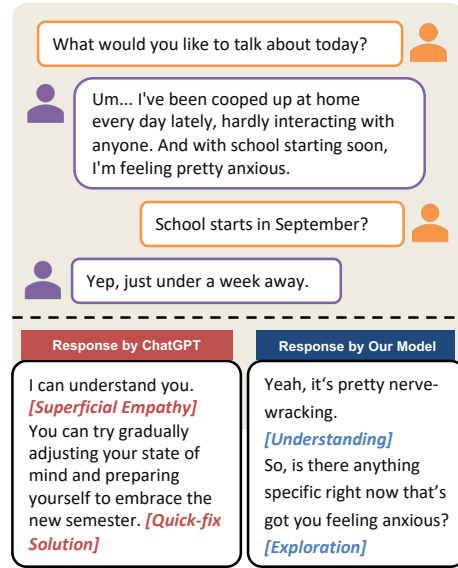 What would you like to talk about today?
Um... I've been cooped up at home
every day lately, hardly interacting with
anyone. And with school starting soon,
I'm feeling pretty anxious.
School starts in September?
Yep, just under a week away.
Response by ChatGPT
I can understand you.
[Superficial Empathy]
You can try gradually
adjusting your state of
mind and preparing
yourself to embrace the
new semester. [Quick-fix
Solution]
Response by Our Model
Yeah, it‘s pretty nerve-
wracking.
[Understanding]
So, is there anything
specific right now that’s
got you feeling anxious?
[Exploration]